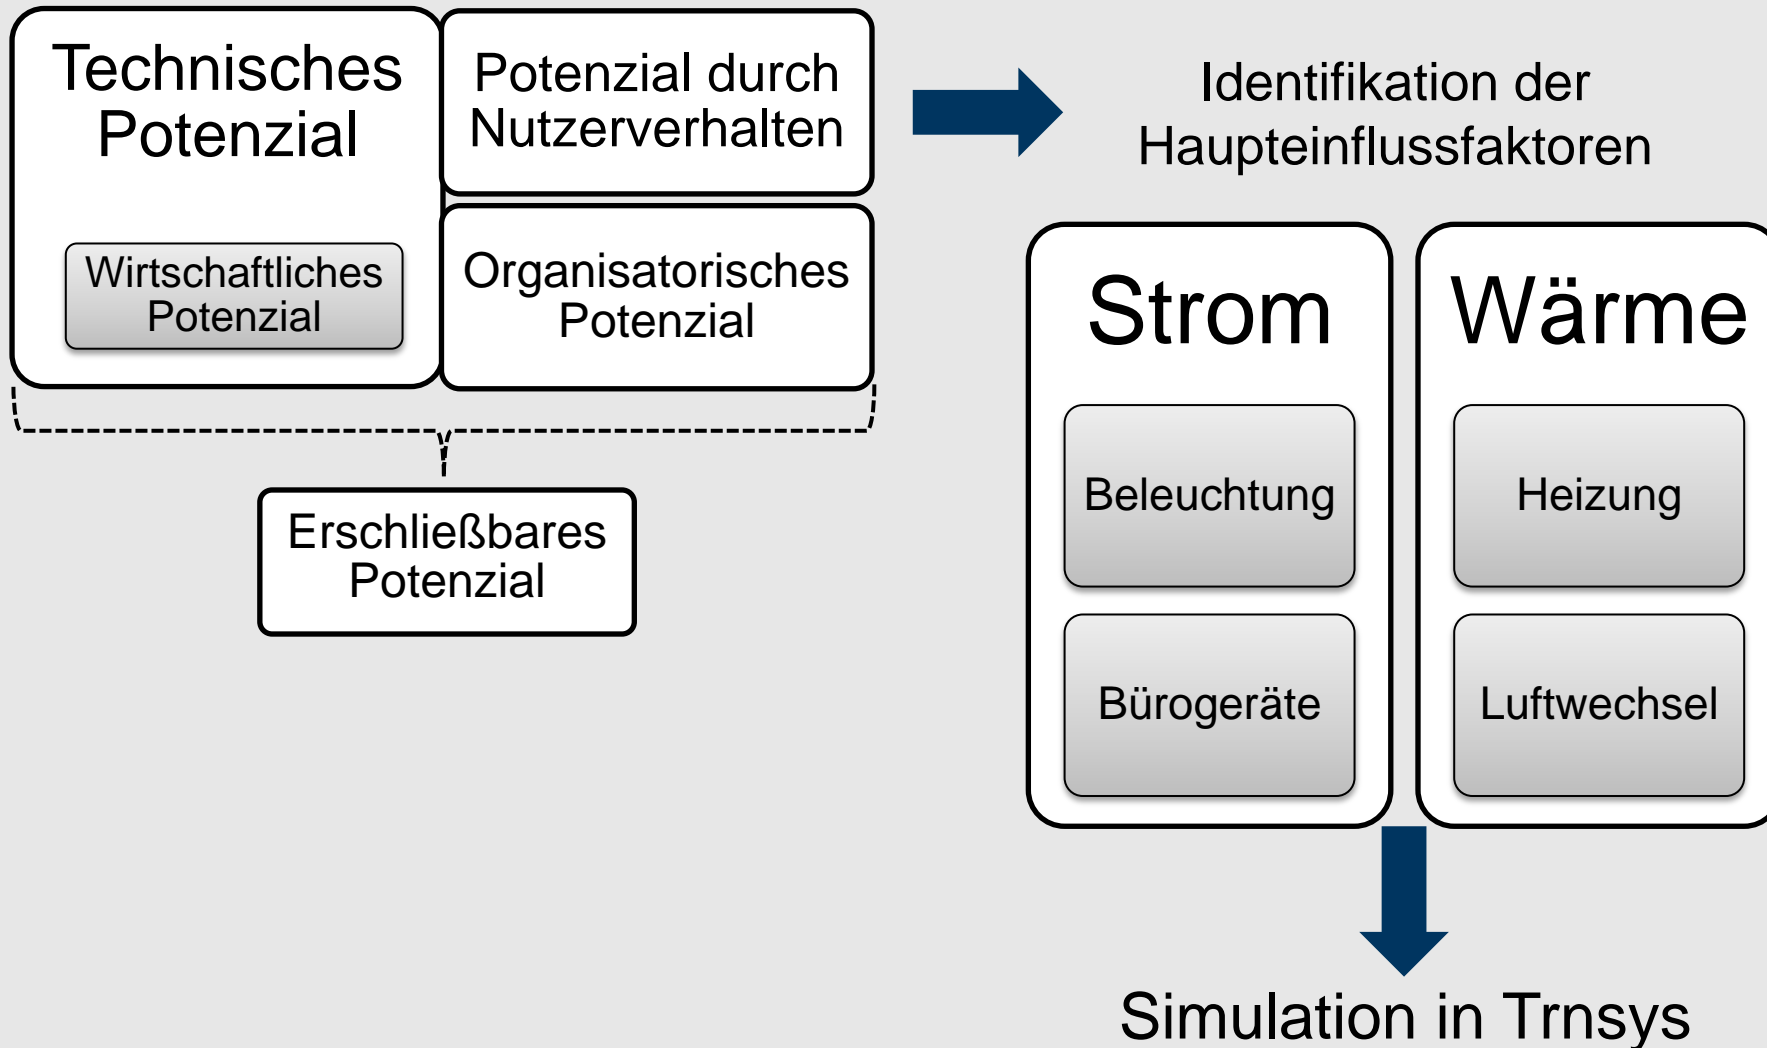 Technisches
Potenzial
Wirtschaftliches
Potenzial
Potenzial durch
Nutzerverhalten
Organisatorisches
Potenzial
Erschließbares
Potenzial
Identifikation der
Haupteinflussfaktoren
Strom
Beleuchtung
Bürogeräte
Wärme
Heizung
Luftwechsel
Simulation in Trnsys